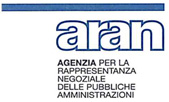 aran
AGENZIA PER LA
RAPPRESENTANZA
NEGOZIALE
DELLE PUBBLICHE
AMMINISTRAZIONI